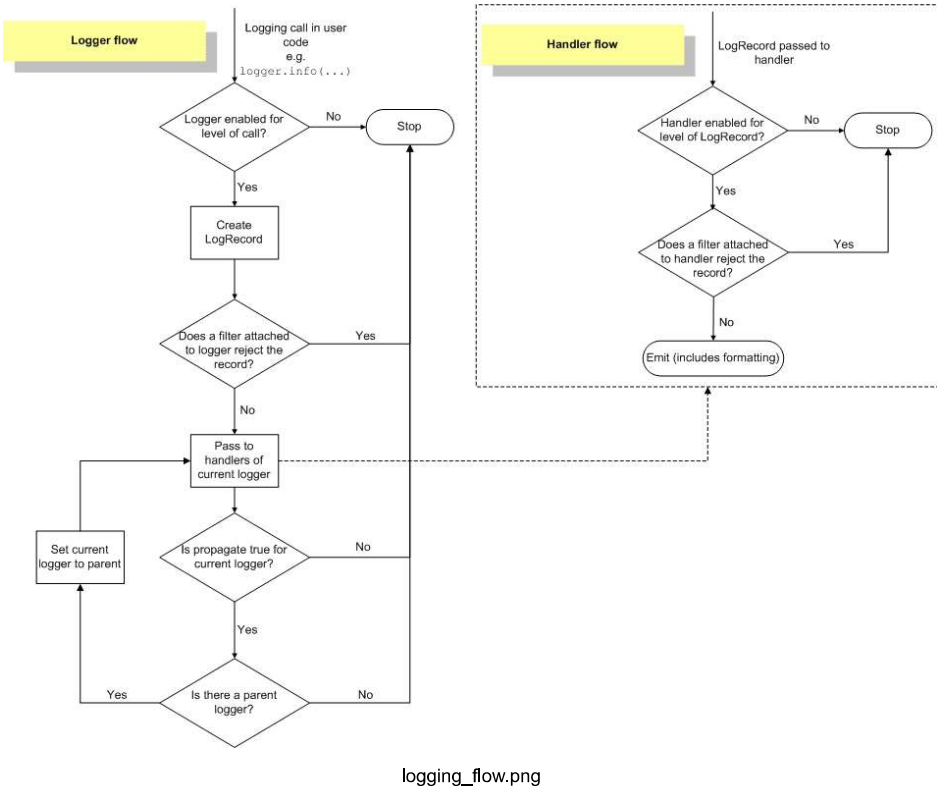 Logger flow
Logging call in user
code
e.g.
logger.info(...)
Logger enabled for
level of call?
No
Stop
Yes
Create
LogRecord
Does a filter attached
to logger reject the
record?
Yes
No
Pass to
handlers of
current logger
Is propagate true for
current logger?
No
Set current
logger to parent
Yes
Is there a parent
logger?
Yes
No
Handler flow
LogRecord passed to
handler
Handler enabled for
level of LogRecord?
No
Stop
Yes
Does a filter attached
to handler reject the
record?
Yes
No
Emit (includes formatting)
logging_flow.png